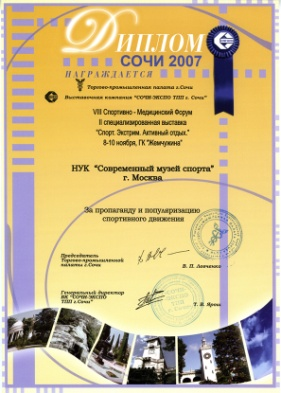 ДИПЛОМ
СОЧИ 2007
НАГРАЖДАЕТСЯ
Торгово-промышленная палата г.Сочи
Выставочная компания "СОЧИ-ЭКСПО ТПП г. Сочи"
VIII Спортивно - Медицинский Форум
II специализированная выставка
"Спорт. Экстрим. Активный отдых."
8-10 ноября, ГК "Жемчужина"
НУК "Современный музей спорта"
г. Москва
За пропаганду и популяризацию
спортивного движения
Председатель
Торгово-промышленной
палаты г.Сочи
Генеральный директор
ВК "СОЧИ-ЭКСПО
ТПП г.Сочи"